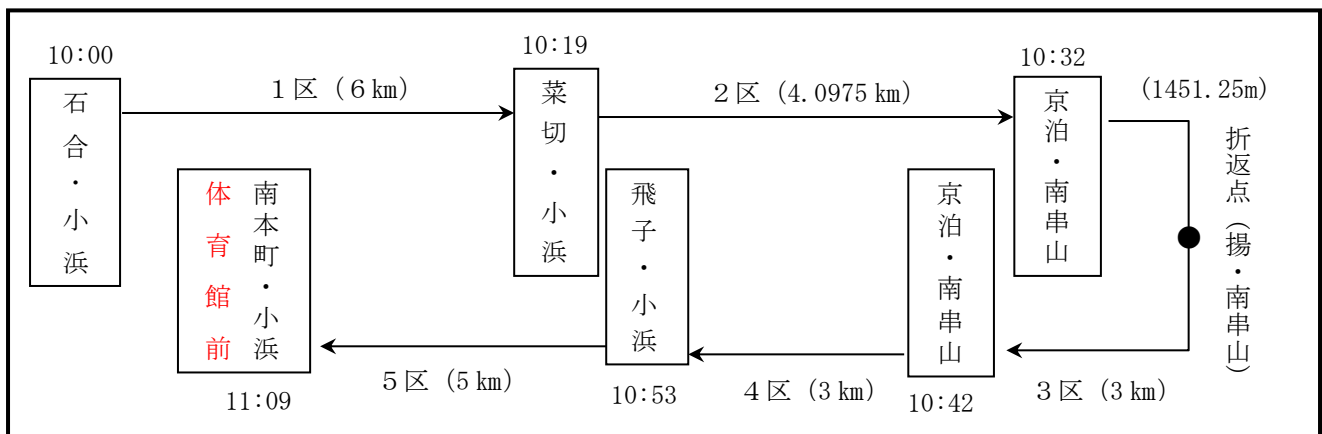 10:00
石合・小浜
1区（6km）
10:19
菜切・小浜
2区（4.0975km）
10:32
京泊・南串山
(1451.25m)
折返点（揚・南串山）
3区（3km）
京泊・南串山
10:42
4区（3km）
飛子・小浜
10:53
5区（5km）
南本町・小浜
体育館前
11:09